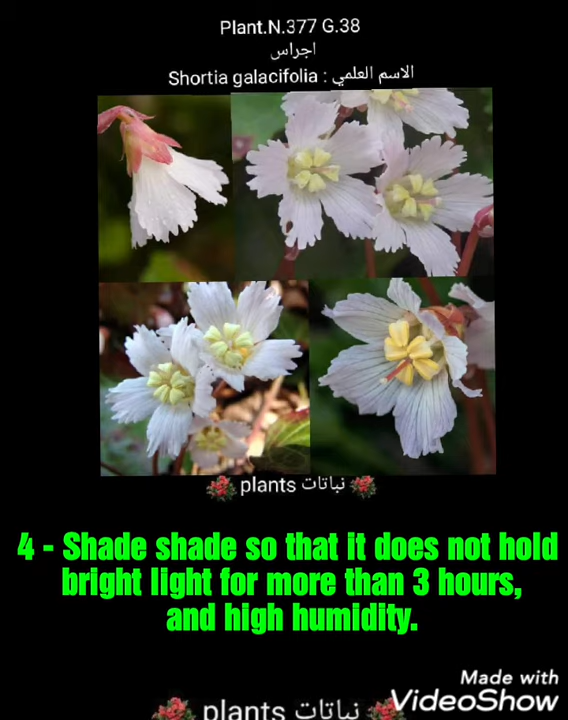 Plant.N.377 G.38
اجراس
Shortia galacifolia : الاسم العلمي
plants نباتات
4 - Shade shade so that it does not hold
bright light for more than 3 hours,
and high humidity.
Made with
VideoShow
plants نباتات